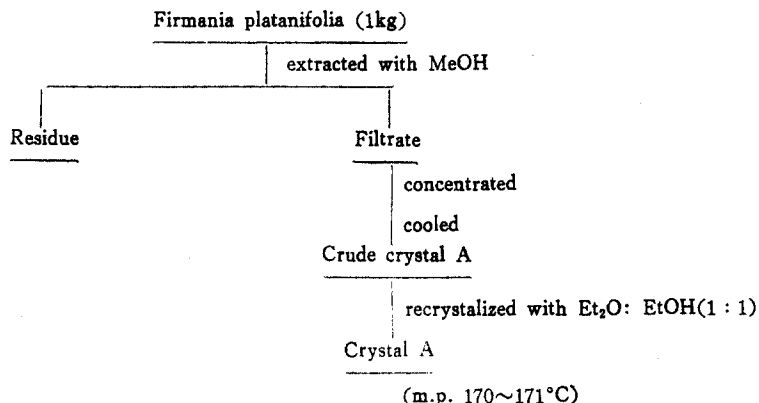 Firmania platanifolia (1kg)
extracted with MeOH
Residue
Filtrate
concentrated
cooled
Crude crystal A
recrystalized with Et₂O: EtOH(1 : 1)
Crystal A
(m.p. 170~171°C)